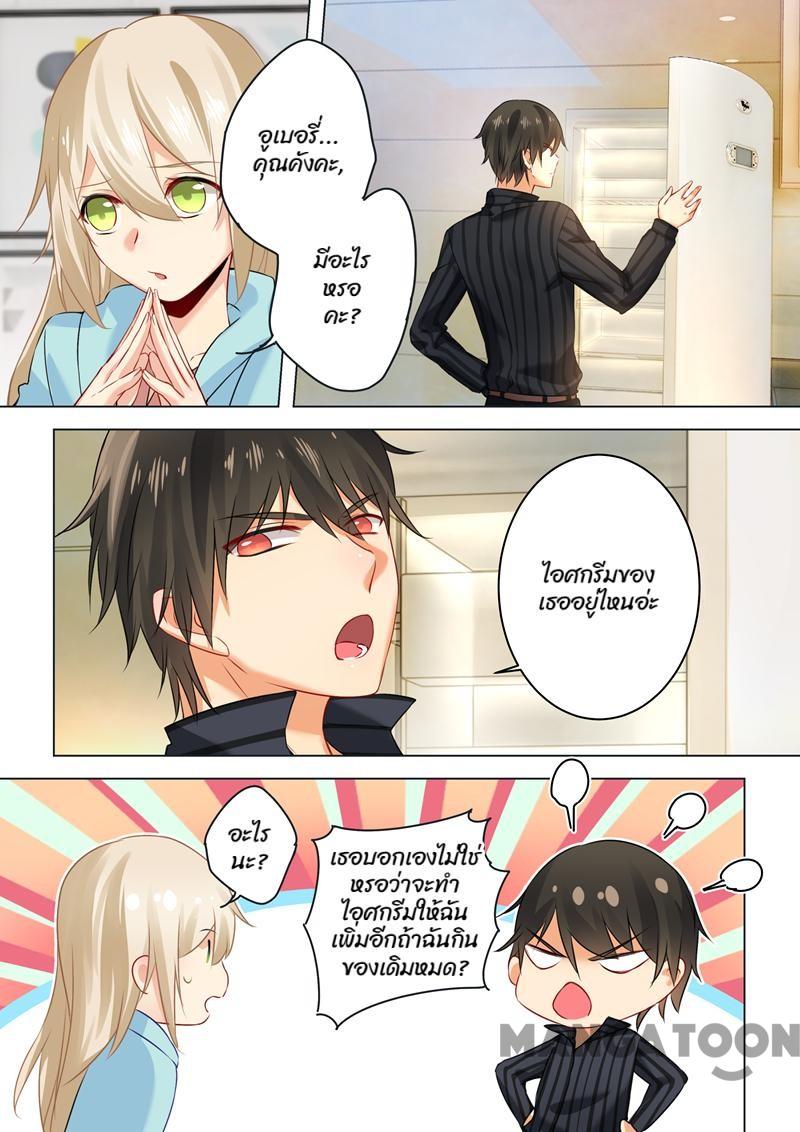 อูเบอรี่...
คุณคังคะ,
มีอะไร
หรอ
คะ?
ไอศกรีมของ
เธออยู่ไหนอ่ะ
อะไร
นะ?
เธอบอกเองไม่ใช่
หรอว่าจะทำ
ไอศกรีมให้ฉัน
เพิ่มอีกถ้าฉันกิน
ของเดิมหมด?
MANGATOON